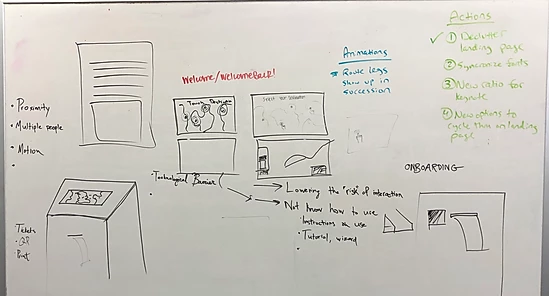 Actions
① Declutter
landing page
② Syncronize fonts
③ New ratio for
keynote
④ New options to
cycle thru on landing
page
Animations
Route legs
show up in
succession
Welcome/Welcome Back!
• Proximity
• Multiple people
• Motion
•
• Technological Barrier
Lowering the "risk" of interaction
Not know how to use
Instructions on use
• Tutorial, wizard
•
ONBOARDING
Tickets
• QR
Print